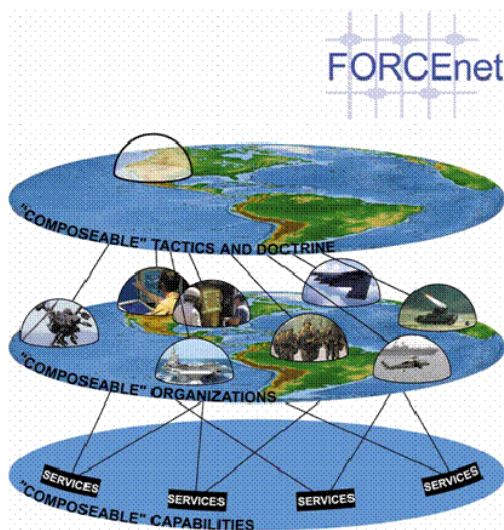 FORCEnet
"COMPOSEABLE" TACTICS AND DOCTRINE
"COMPOSEABLE" ORGANIZATIONS
SERVICES
SERVICES
SERVICES
SERVICES
"COMPOSEABLE" CAPABILITIES